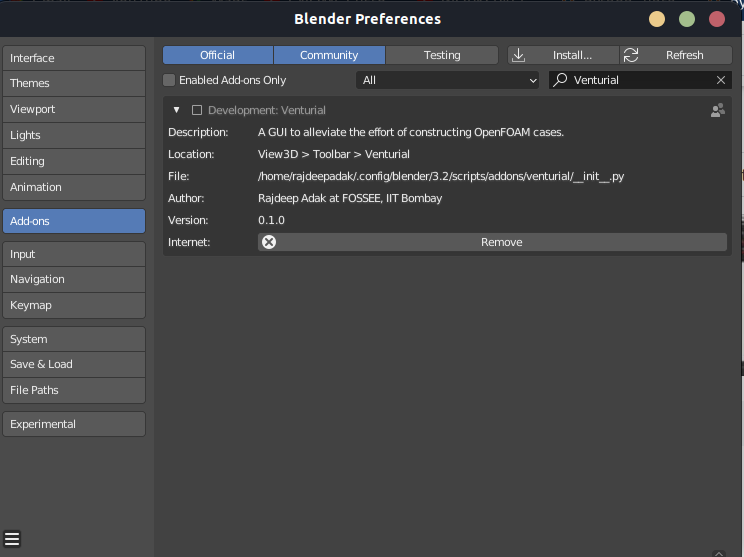 Blender Preferences
Interface
Themes
Viewport
Lights
Editing
Animation
Add-ons
Input
Navigation
Keymap
System
Save & Load
File Paths
Experimental
Official Community Testing Install... Refresh
Enabled Add-ons Only All Venturial
Development: Venturial
Description: A GUI to alleviate the effort of constructing OpenFOAM cases.
Location: View3D > Toolbar > Venturial
File: /home/rajdeepadak/.config/blender/3.2/scripts/addons/venturial/__init__.py
Author: Rajdeep Adak at FOSSEE, IIT Bombay
Version: 0.1.0
Internet: Remove